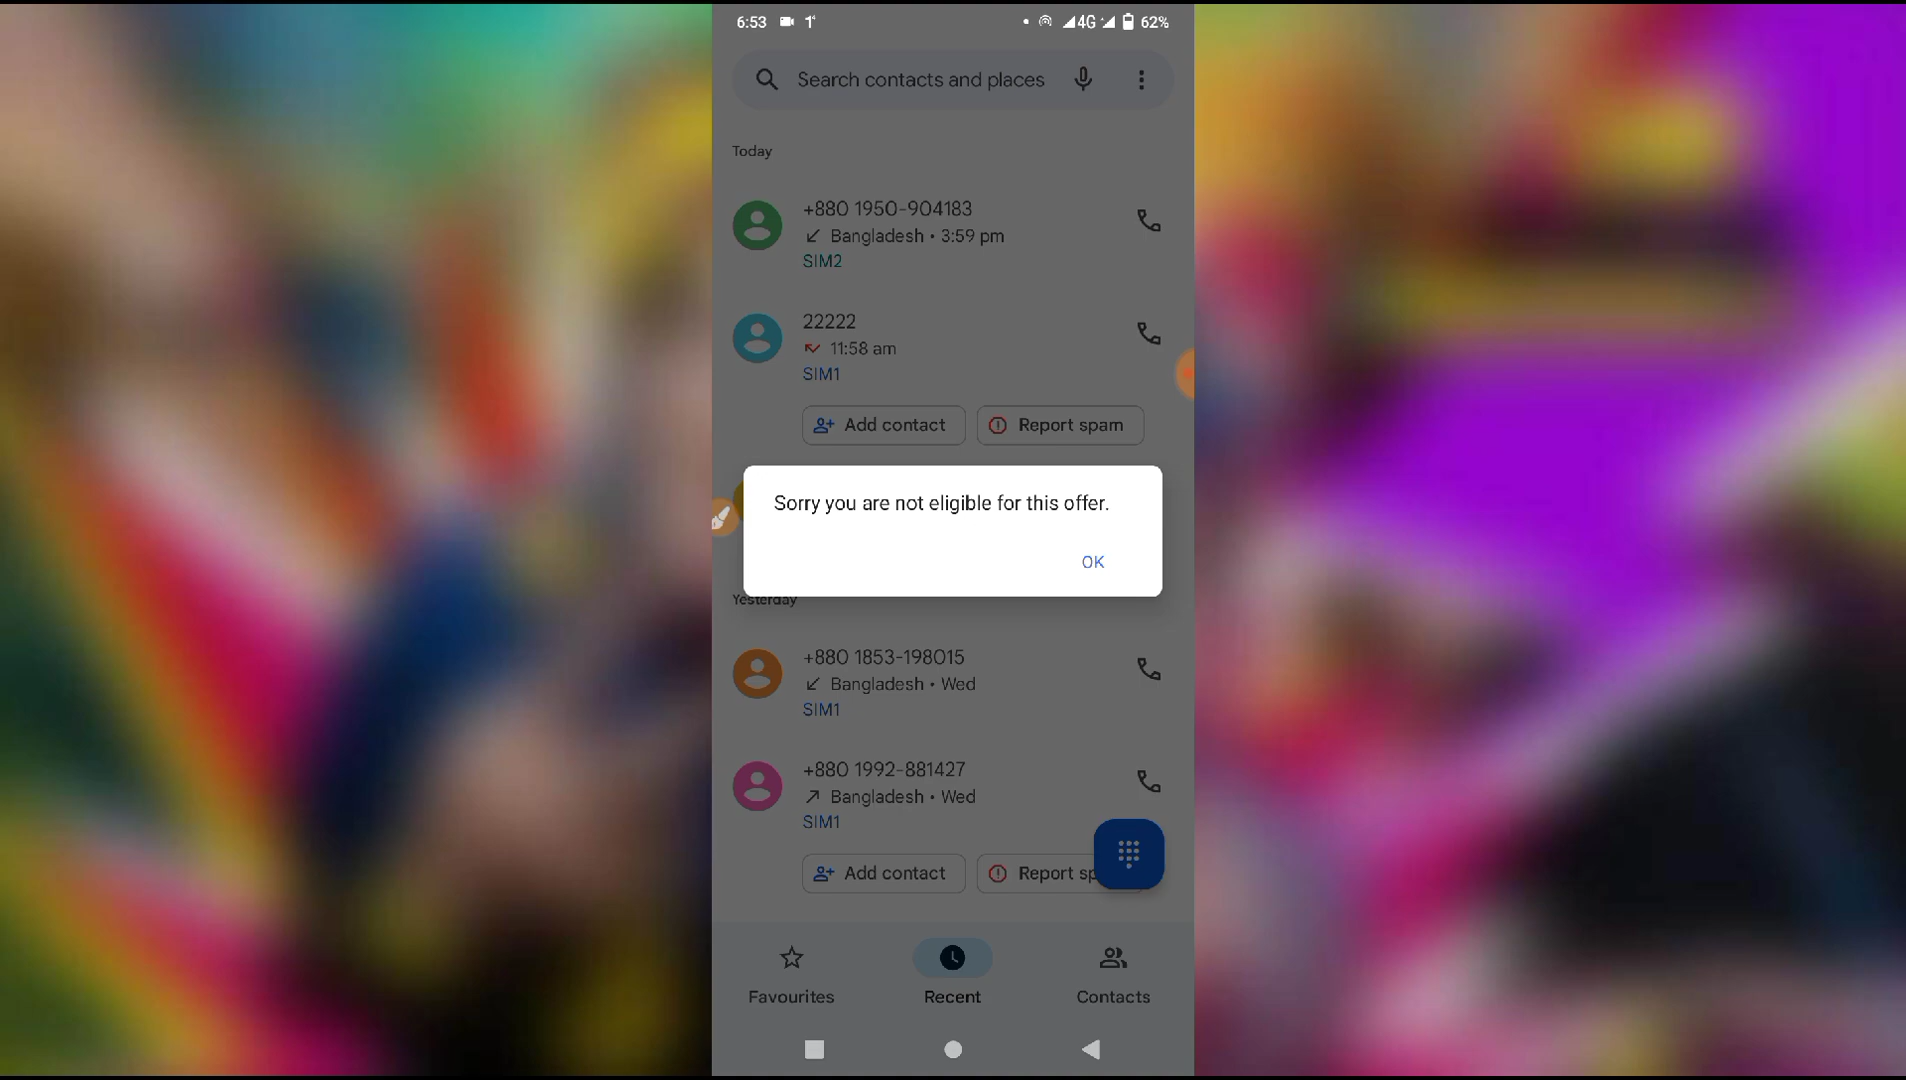 6:53 1° 4G 62%
Search contacts and places
Today
+880 1950-904183
Bangladesh • 3:59 pm
SIM2
22222
11:58 am
SIM1
Add contact Report spam
Sorry you are not eligible for this offer.
OK
Yesterday
+880 1853-198015
Bangladesh • Wed
SIM1
+880 1992-881427
Bangladesh • Wed
SIM1
Add contact Report sp
Favourites Recent Contacts